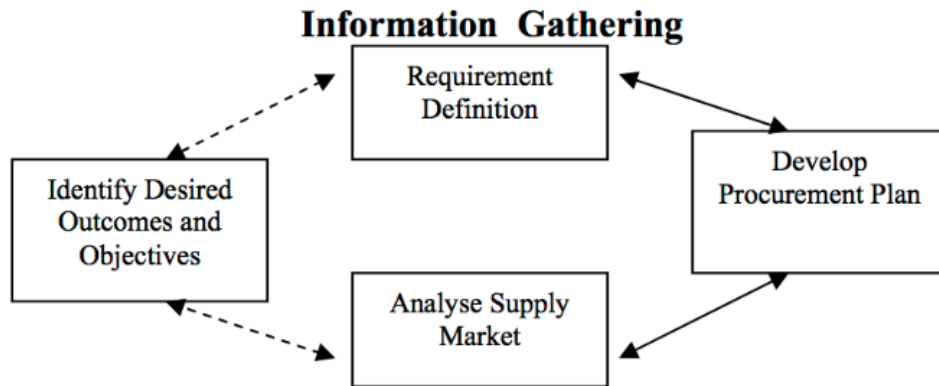 Information Gathering
Requirement
Definition
Identify Desired
Outcomes and
Objectives
Develop
Procurement Plan
Analyse Supply
Market